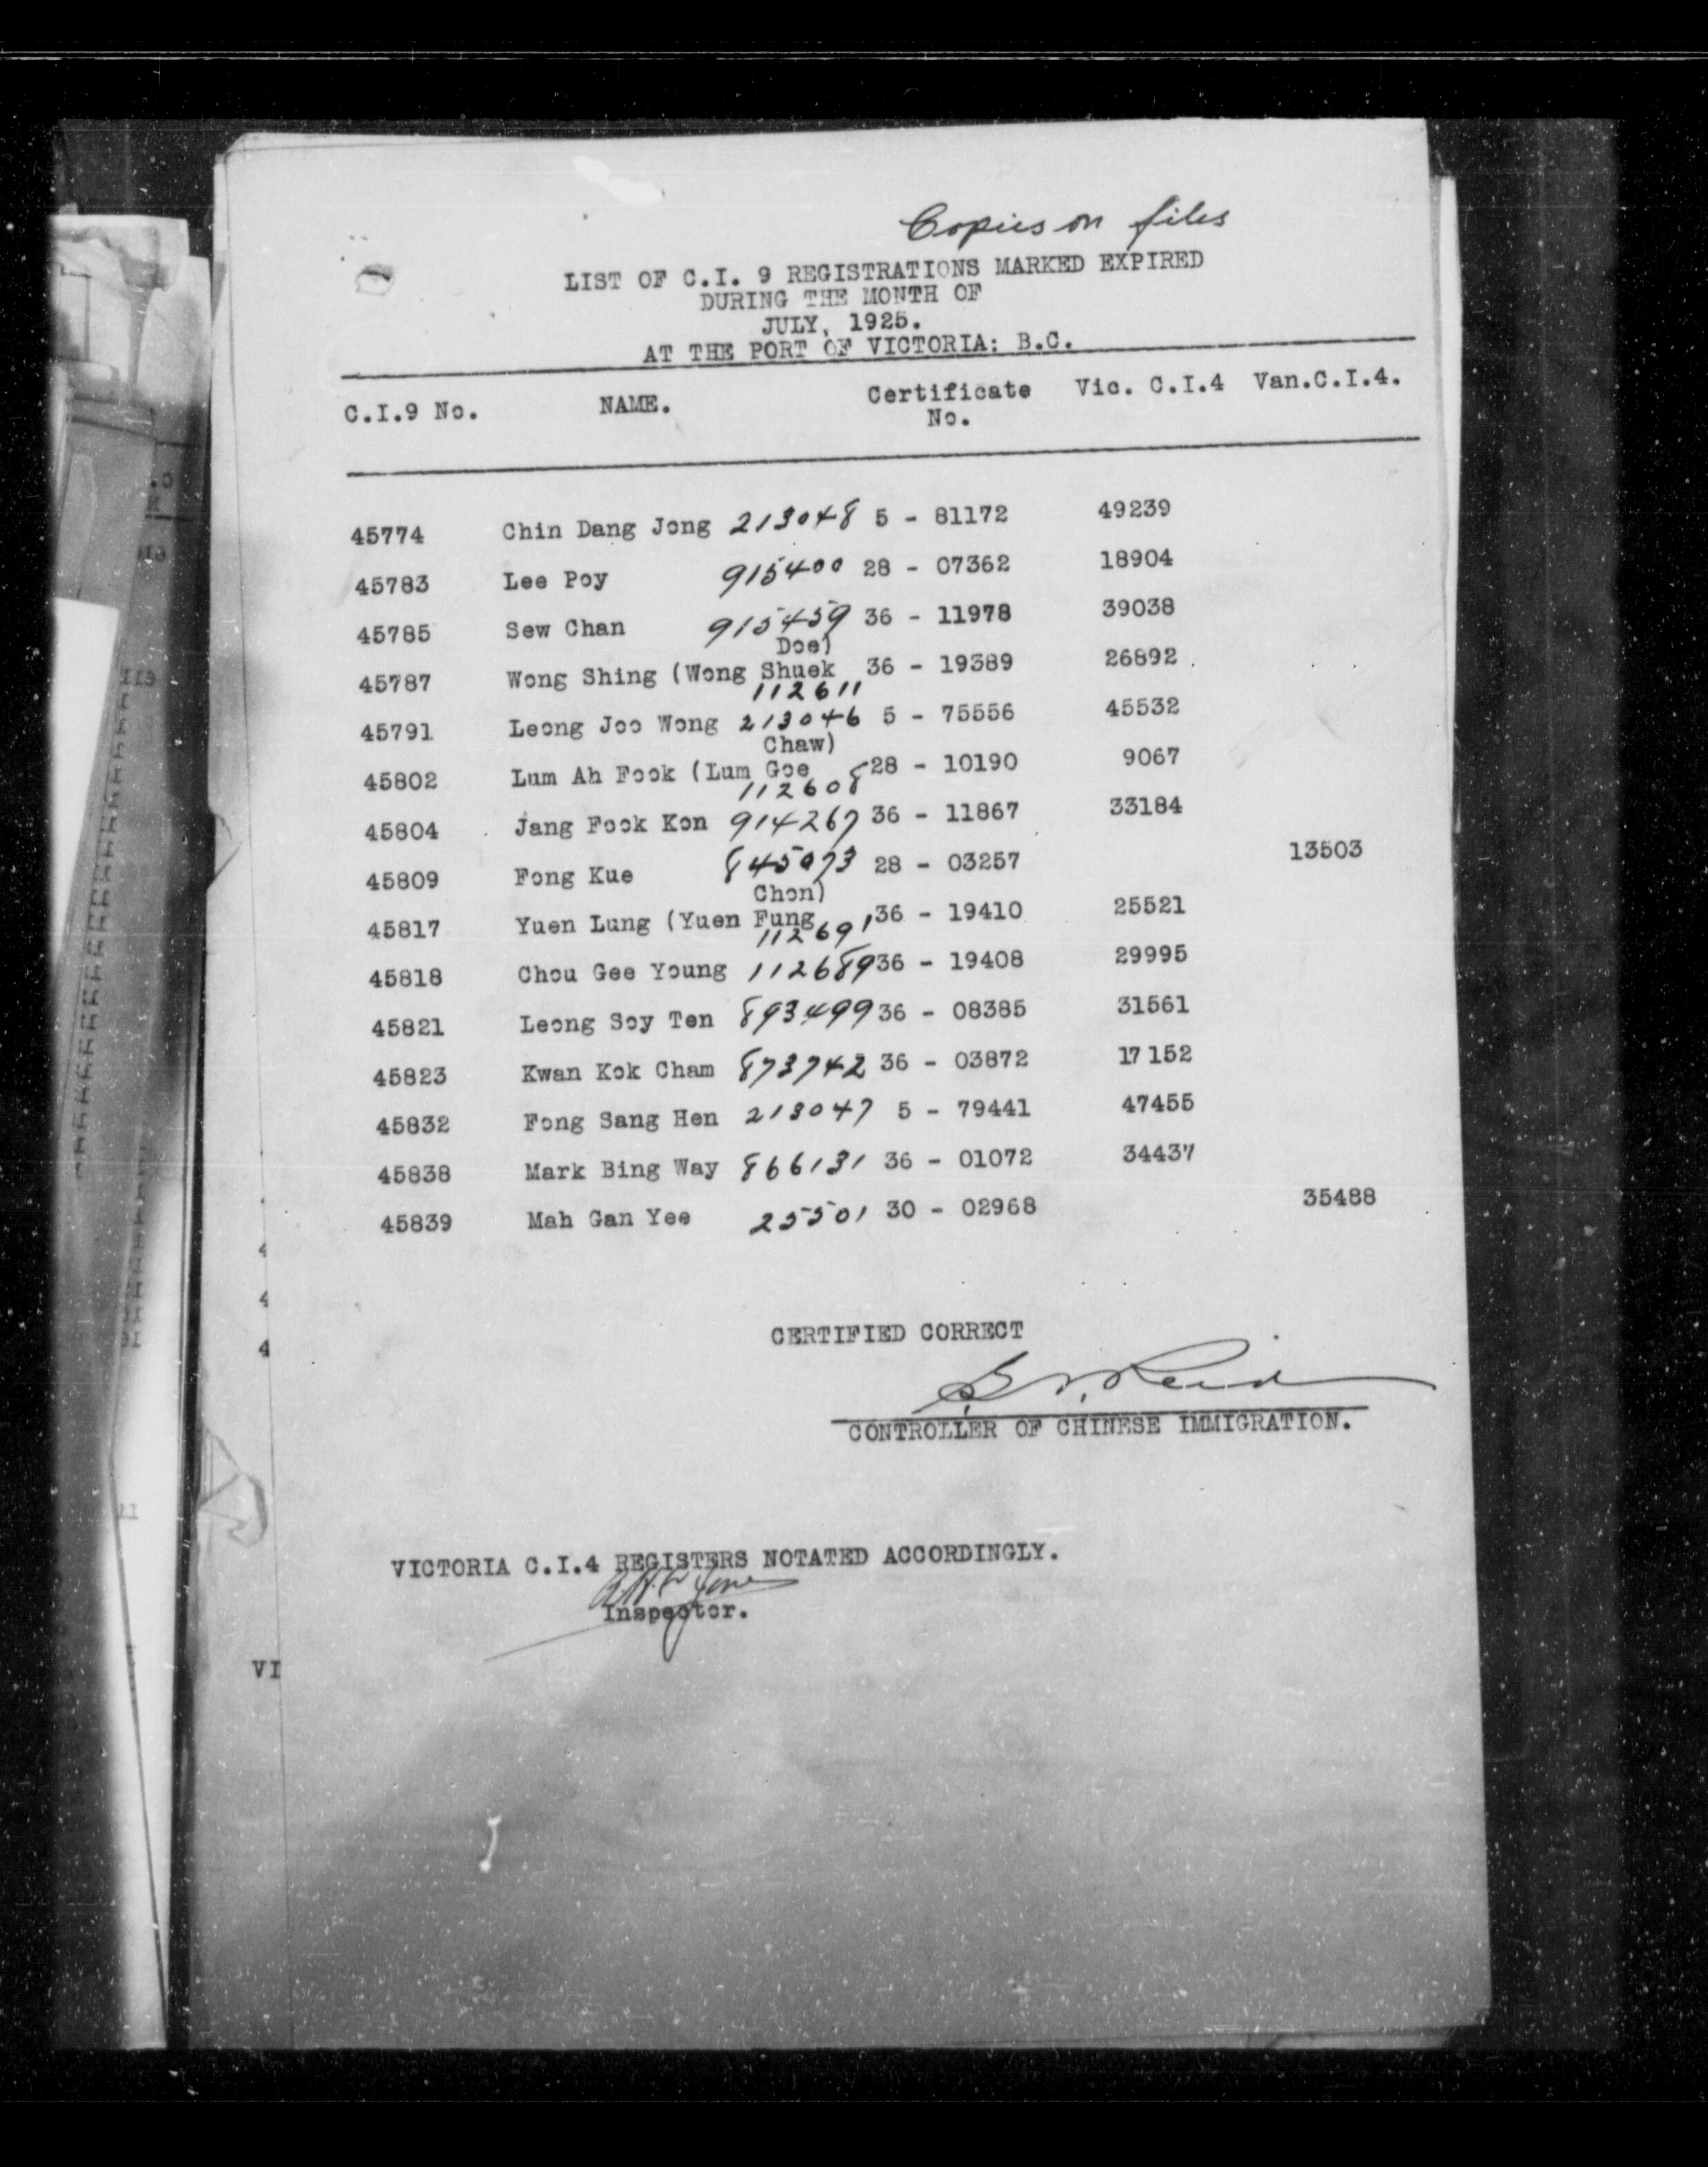 Copies on files
LIST OF C.I. 9 REGISTRATIONS MARKED EXPIRED
DURING THE MONTH OF
JULY, 1925.
AT THE PORT OF VICTORIA: B.C.
C.I.9 No. NAME. Certificate No. Vic. C.I.4 Van.C.I.4.
45774 Chin Dang Jong 213048 5 - 81172 49239
45783 Lee Poy 915400 28 - 07362 18904
45785 Sew Chan 915459 36 - 11978 39038
Doe)
45787 Wong Shing (Wong Shuek 36 - 19389 26892
112611
45791 Leong Joo Wong 213046 5 - 75556 45532
Chaw)
45802 Lum Ah Fook (Lum Goe 28 - 10190 9067
112608
45804 Jang Fook Kon 914267 36 - 11867 33184
45809 Fong Kue 845073 28 - 03257 13503
Chon)
45817 Yuen Lung (Yuen Fung 36 - 19410 25521
112691
45818 Chou Gee Young 112689 36 - 19408 29995
45821 Leong Soy Ten 893499 36 - 08385 31561
45823 Kwan Kok Cham 873742 36 - 03872 17152
45832 Fong Sang Hen 213047 5 - 79441 47455
45838 Mark Bing Way 866131 36 - 01072 34437
45839 Mah Gan Yee 25501 30 - 02968 35488
4
4
4
CERTIFIED CORRECT
CONTROLLER OF CHINESE IMMIGRATION.
VICTORIA C.I.4 REGISTERS NOTATED ACCORDINGLY.
Inspector.
VI